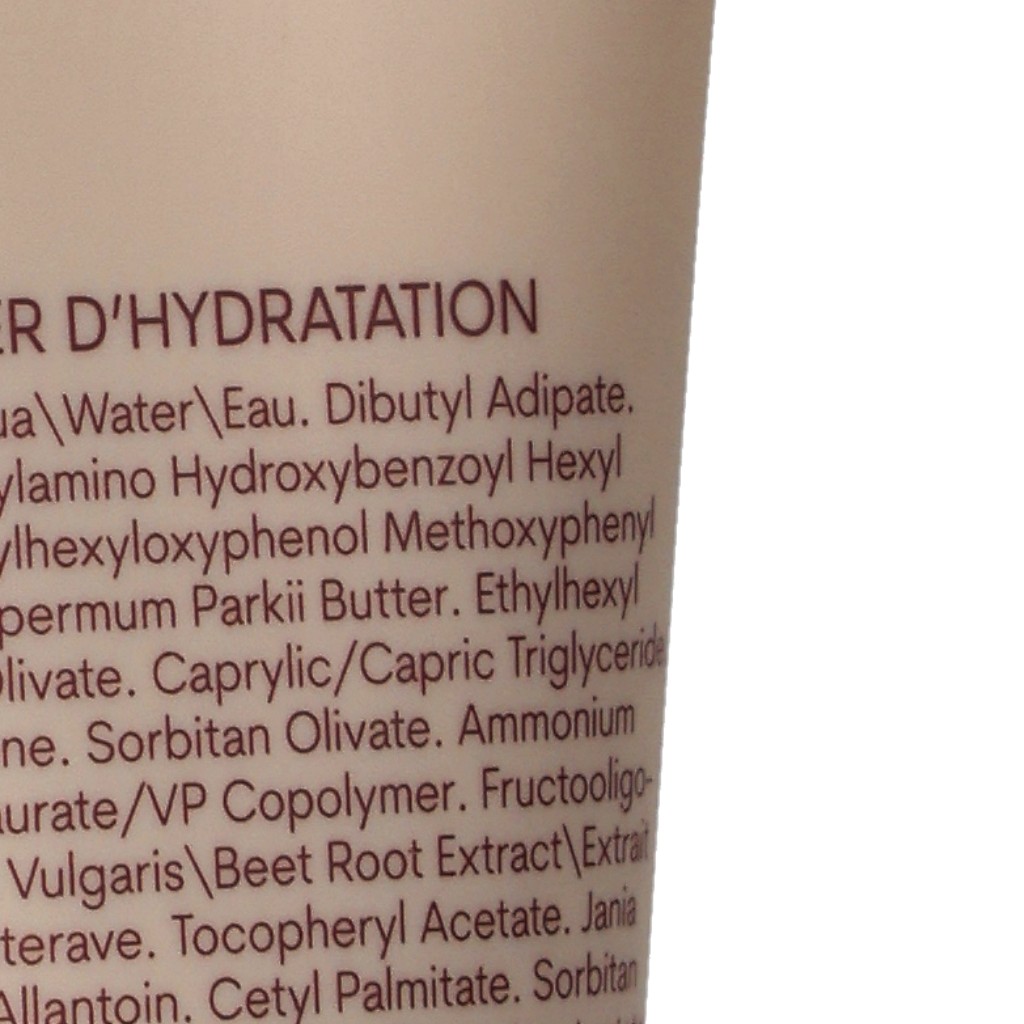 ER D'HYDRATATION
ua\Water\Eau. Dibutyl Adipate.
ylamino Hydroxybenzoyl Hexyl
ylhexyloxyphenol Methoxyphenyl
permum Parkii Butter. Ethylhexyl
Olivate. Caprylic/Capric Triglyceride
ne. Sorbitan Olivate. Ammonium
aurate/VP Copolymer. Fructooligo-
Vulgaris\Beet Root Extract\Extrait
terave. Tocopheryl Acetate. Jania
Allantoin. Cetyl Palmitate. Sorbitan